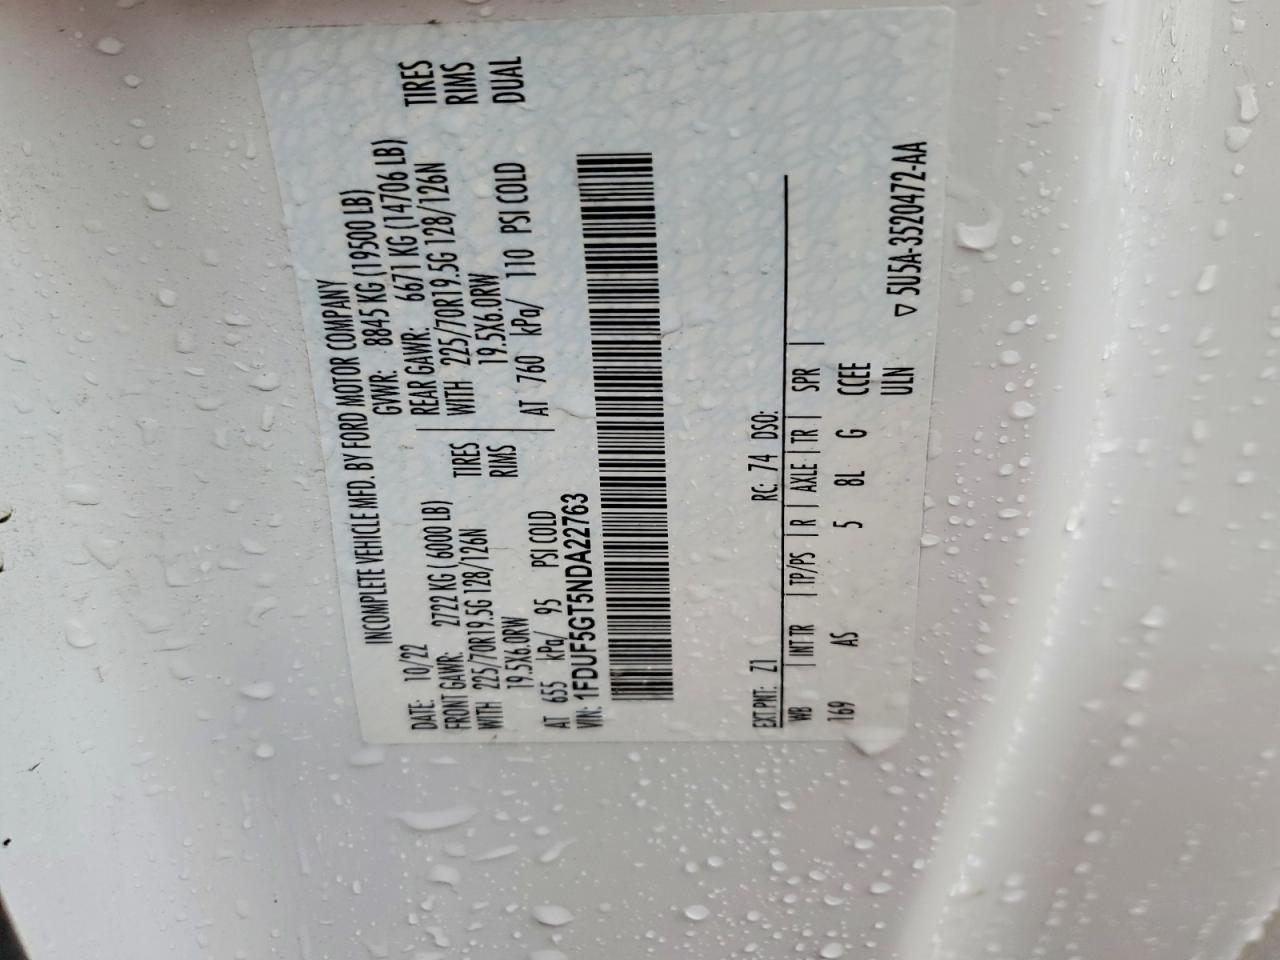 INCOMPLETE VEHICLE MFD. BY FORD MOTOR COMPANY
DATE: 10/22 GVWR: 8845 KG (19500 LB)
FRONT GAWR: 2722 KG ( 6000 LB) REAR GAWR: 6671 KG (14706 LB)
WITH 225/70R19.5G 128/126N TIRES WITH 225/70R19.5G 128/126N TIRES
19.5X6.0RW RIMS 19.5X6.0RW RIMS
AT 655 kPa/ 95 PSI COLD AT 760 kPa/ 110 PSI COLD DUAL
VIN: 1FDUF5GT5NDA22763
EXT PNT: Z1 RC: 74 DSO:
WB | INT TR | TP/PS | R | AXLE | TR | SPR |
169 AS 5 8L G CCEE
ULN
▽ 5U5A-3520472-AA